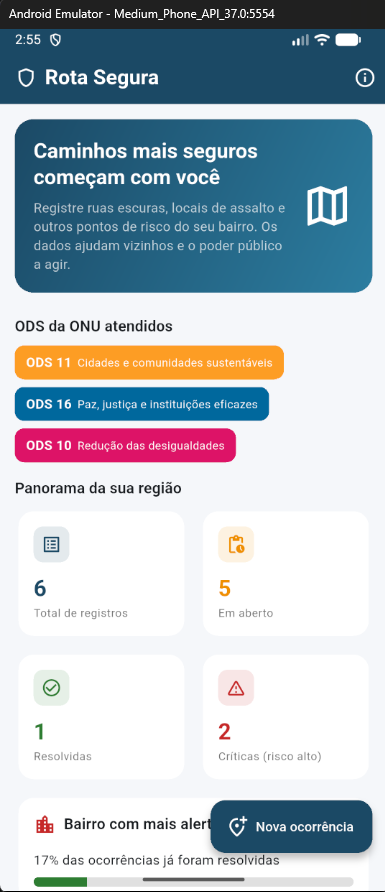 Android Emulator - Medium_Phone_API_37.0:5554
2:55
Rota Segura
Caminhos mais seguros
começam com você
Registre ruas escuras, locais de assalto e
outros pontos de risco do seu bairro. Os
dados ajudam vizinhos e o poder público
a agir.
ODS da ONU atendidos
ODS 11 Cidades e comunidades sustentáveis
ODS 16 Paz, justiça e instituições eficazes
ODS 10 Redução das desigualdades
Panorama da sua região
6
Total de registros
5
Em aberto
1
Resolvidas
2
Críticas (risco alto)
Bairro com mais alert
Nova ocorrência
17% das ocorrências já foram resolvidas